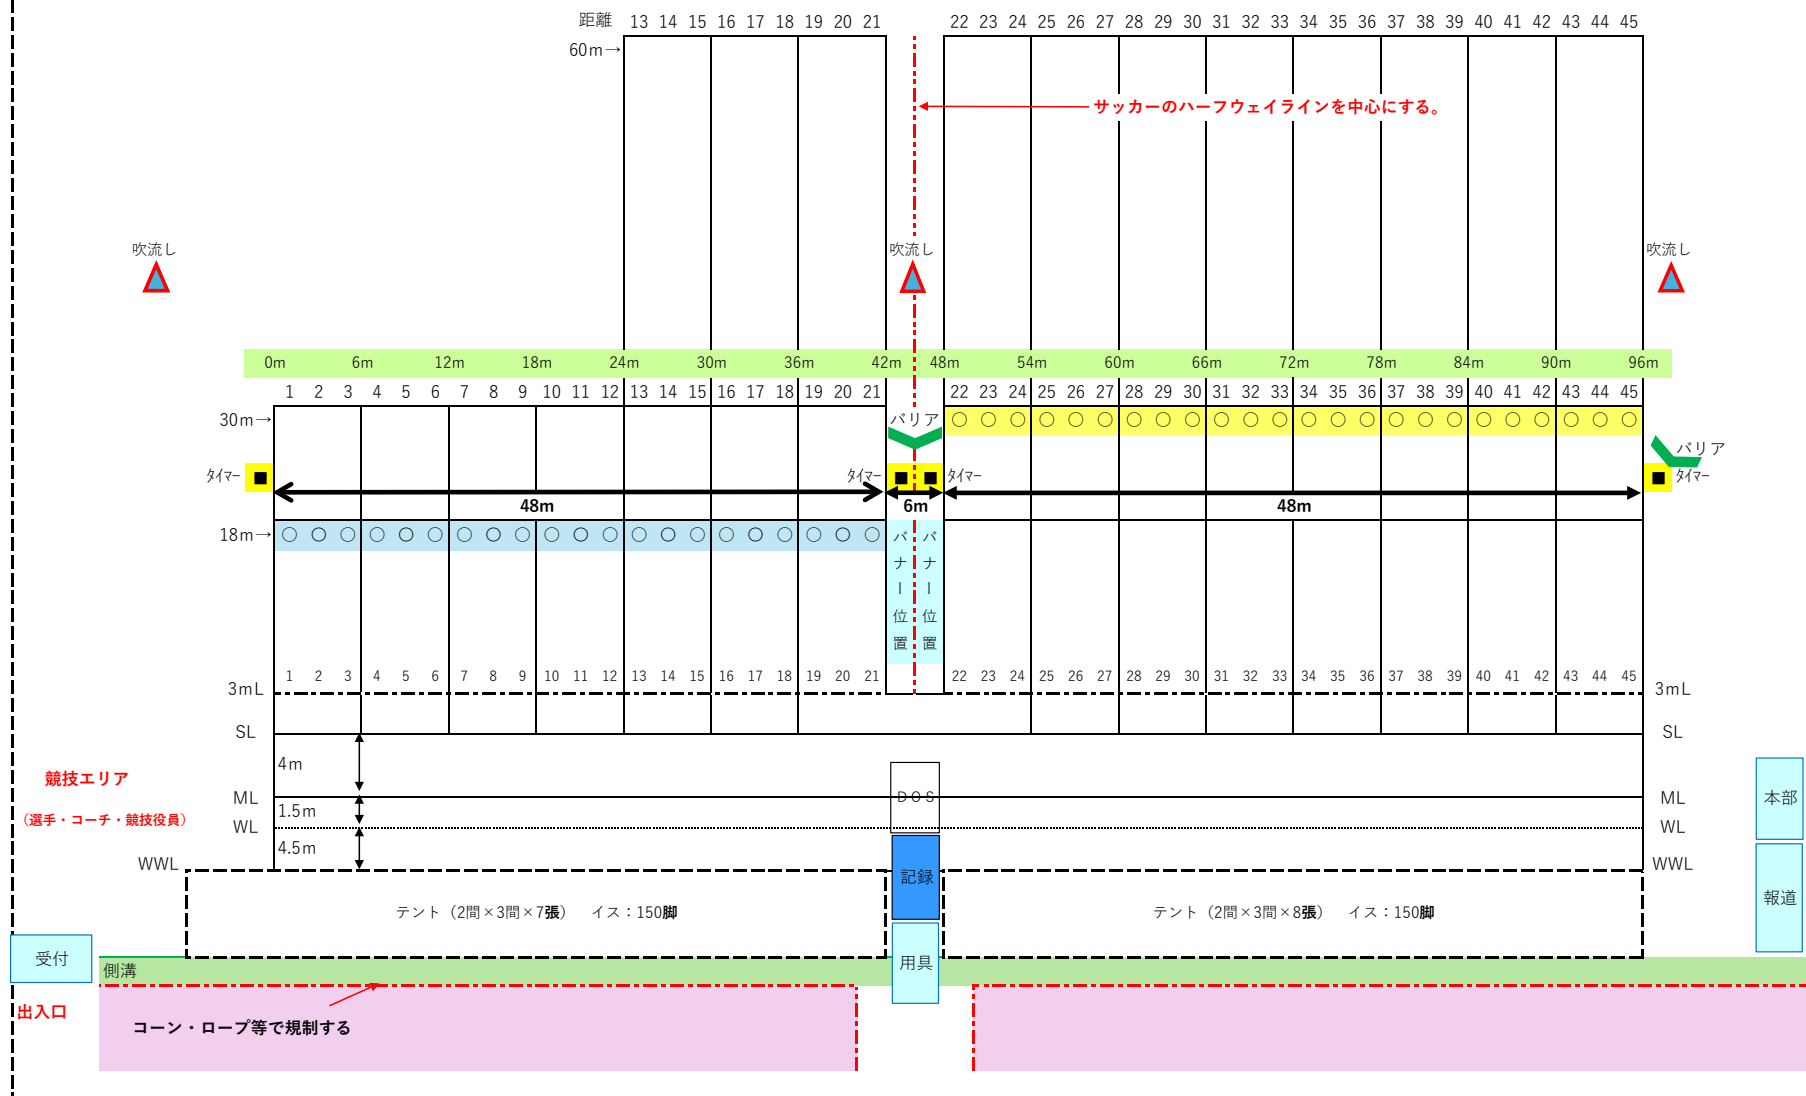 距離 13 14 15 16 17 18 19 20 21 22 23 24 25 26 27 28 29 30 31 32 33 34 35 36 37 38 39 40 41 42 43 44 45
60m→
サッカーのハーフウェイラインを中心にする。
吹流し 吹流し 吹流し
0m 6m 12m 18m 24m 30m 36m 42m 48m 54m 60m 66m 72m 78m 84m 90m 96m
1 2 3 4 5 6 7 8 9 10 11 12 13 14 15 16 17 18 19 20 21 22 23 24 25 26 27 28 29 30 31 32 33 34 35 36 37 38 39 40 41 42 43 44 45
30m→ バリア ○ ○ ○ ○ ○ ○ ○ ○ ○ ○ ○ ○ ○ ○ ○ ○ ○ ○ ○ ○ ○ ○ ○ ○
バリア
ﾀｲﾏｰ ■ ﾀｲﾏｰ ■ ■ ﾀｲﾏｰ ■ ﾀｲﾏｰ
48m 6m 48m
18m→ ○ ○ ○ ○ ○ ○ ○ ○ ○ ○ ○ ○ ○ ○ ○ ○ ○ ○ ○ ○ ○
バナー位置 バナー位置
1 2 3 4 5 6 7 8 9 10 11 12 13 14 15 16 17 18 19 20 21 22 23 24 25 26 27 28 29 30 31 32 33 34 35 36 37 38 39 40 41 42 43 44 45
3mL 3mL
SL SL
4m
競技エリア
ML DOS ML 本部
1.5m
（選手・コーチ・競技役員）
WL WL
4.5m
WWL WWL
記録
報道
テント（2間×3間×7張） イス：150脚 テント（2間×3間×8張） イス：150脚
受付 用具
側溝
出入口
コーン・ロープ等で規制する